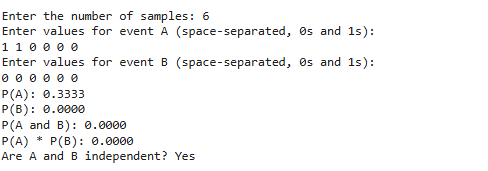 Enter the number of samples: 6
Enter values for event A (space-separated, 0s and 1s):
1 1 0 0 0 0
Enter values for event B (space-separated, 0s and 1s):
0 0 0 0 0 0
P(A): 0.3333
P(B): 0.0000
P(A and B): 0.0000
P(A) * P(B): 0.0000
Are A and B independent? Yes